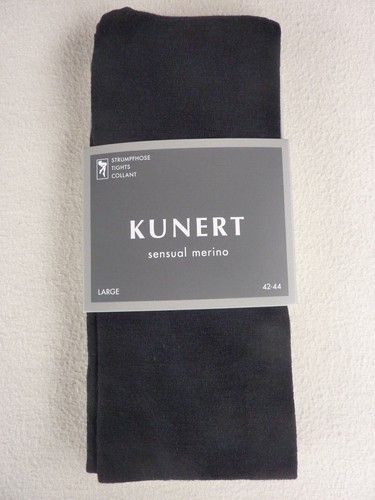 STRUMPFHOSE
TIGHTS
COLLANT
KUNERT
sensual merino
LARGE 42-44